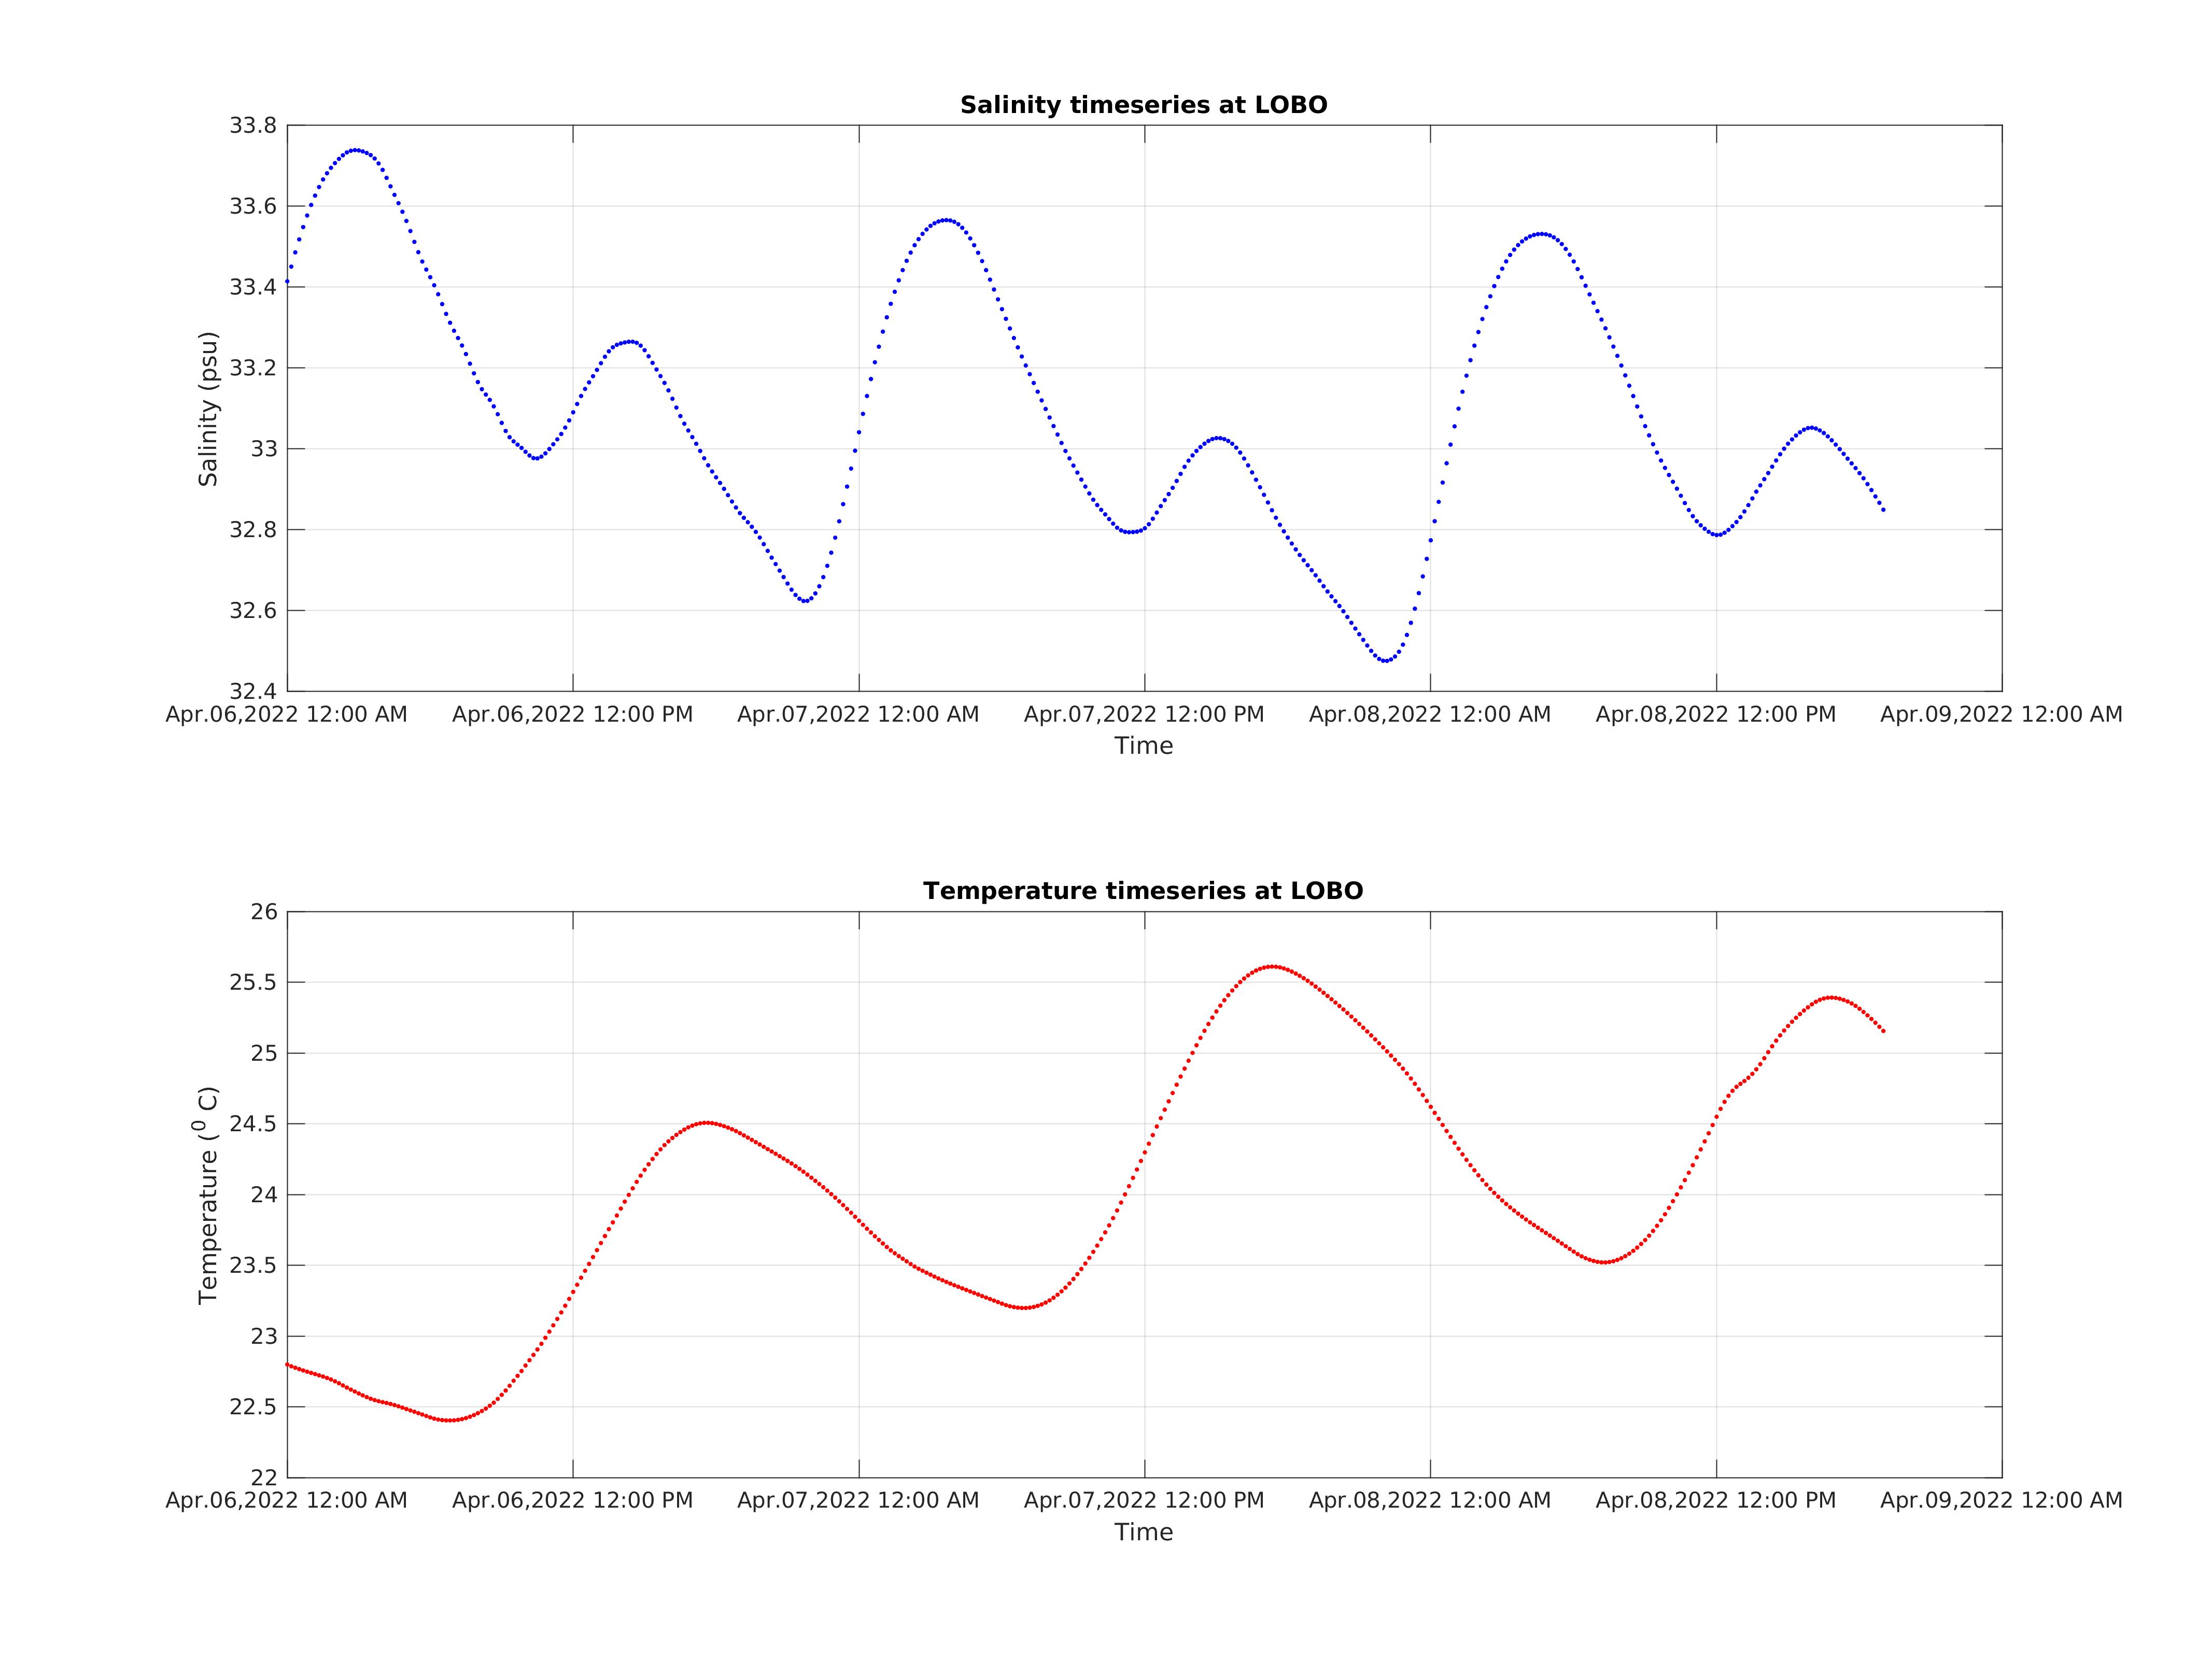 Salinity timeseries at LOBO
33.8
33.6
33.4
33.2
33
32.8
32.6
32.4
Salinity (psu)
Apr.06,2022 12:00 AM Apr.06,2022 12:00 PM Apr.07,2022 12:00 AM Apr.07,2022 12:00 PM Apr.08,2022 12:00 AM Apr.08,2022 12:00 PM Apr.09,2022 12:00 AM
Time
Temperature timeseries at LOBO
26
25.5
25
24.5
24
23.5
23
22.5
22
Temperature (⁰ C)
Apr.06,2022 12:00 AM Apr.06,2022 12:00 PM Apr.07,2022 12:00 AM Apr.07,2022 12:00 PM Apr.08,2022 12:00 AM Apr.08,2022 12:00 PM Apr.09,2022 12:00 AM
Time